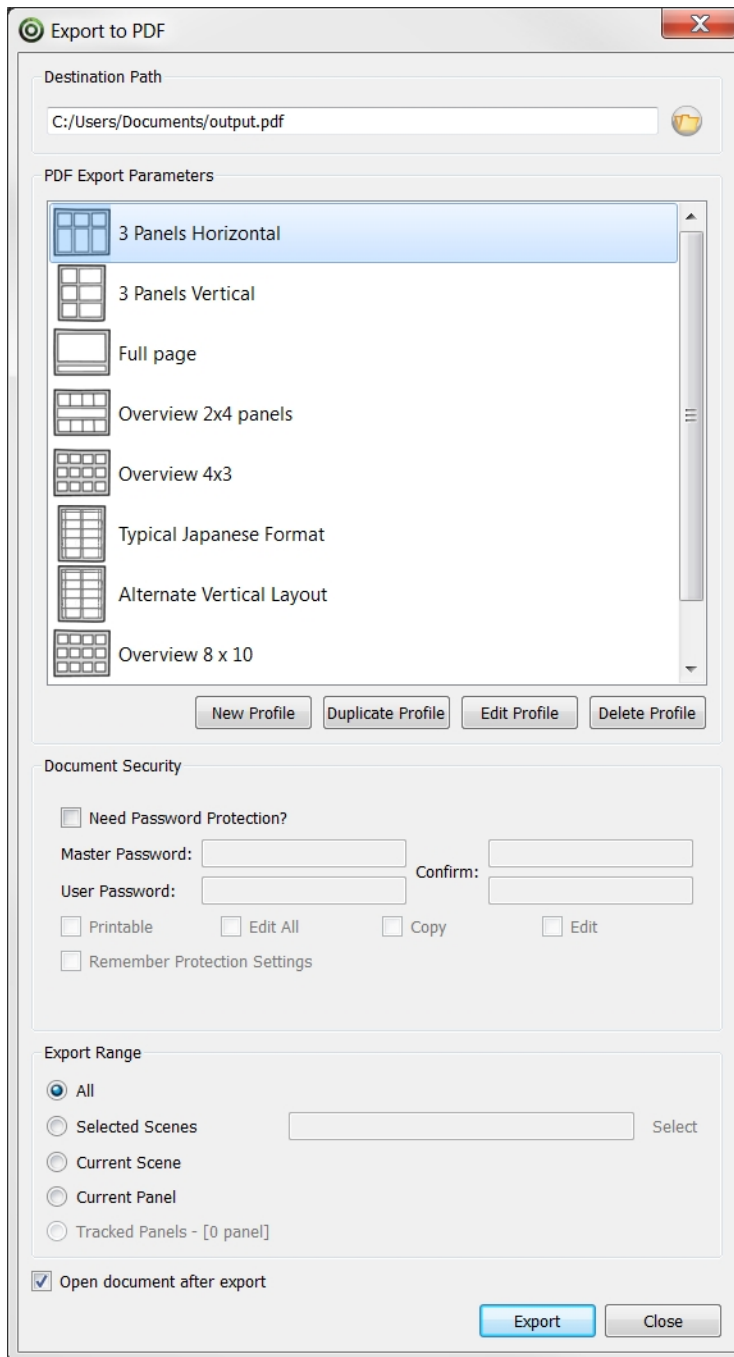 Export to PDF
Destination Path
C:/Users/Documents/output.pdf
PDF Export Parameters
3 Panels Horizontal
3 Panels Vertical
Full page
Overview 2x4 panels
Overview 4x3
Typical Japanese Format
Alternate Vertical Layout
Overview 8 x 10
New Profile Duplicate Profile Edit Profile Delete Profile
Document Security
Need Password Protection?
Master Password:
Confirm:
User Password:
Printable Edit All Copy Edit
Remember Protection Settings
Export Range
All
Selected Scenes Select
Current Scene
Current Panel
Tracked Panels - [0 panel]
Open document after export
Export Close